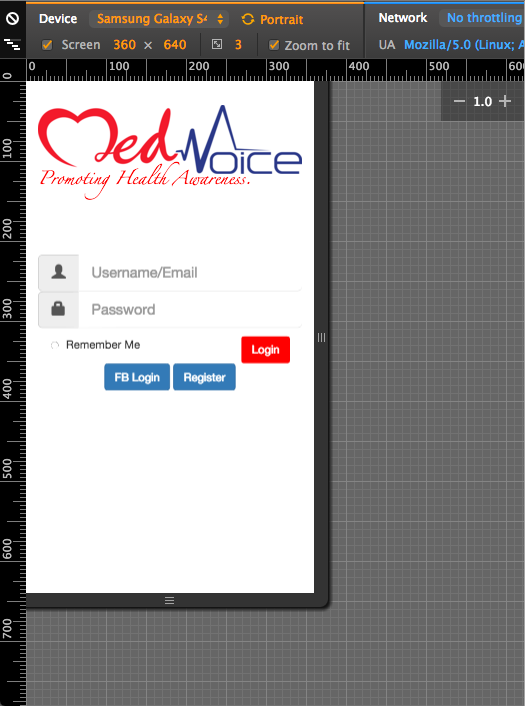 Device Samsung Galaxy S4 Portrait Network No throttling
Screen 360 × 640 3 Zoom to fit UA Mozilla/5.0 (Linux;
0 100 200 300 400 500 600
0
100
200
300
400
500
600
700
1.0
MedVoice
Promoting Health Awareness.
Username/Email
Password
Remember Me Login
FB Login Register